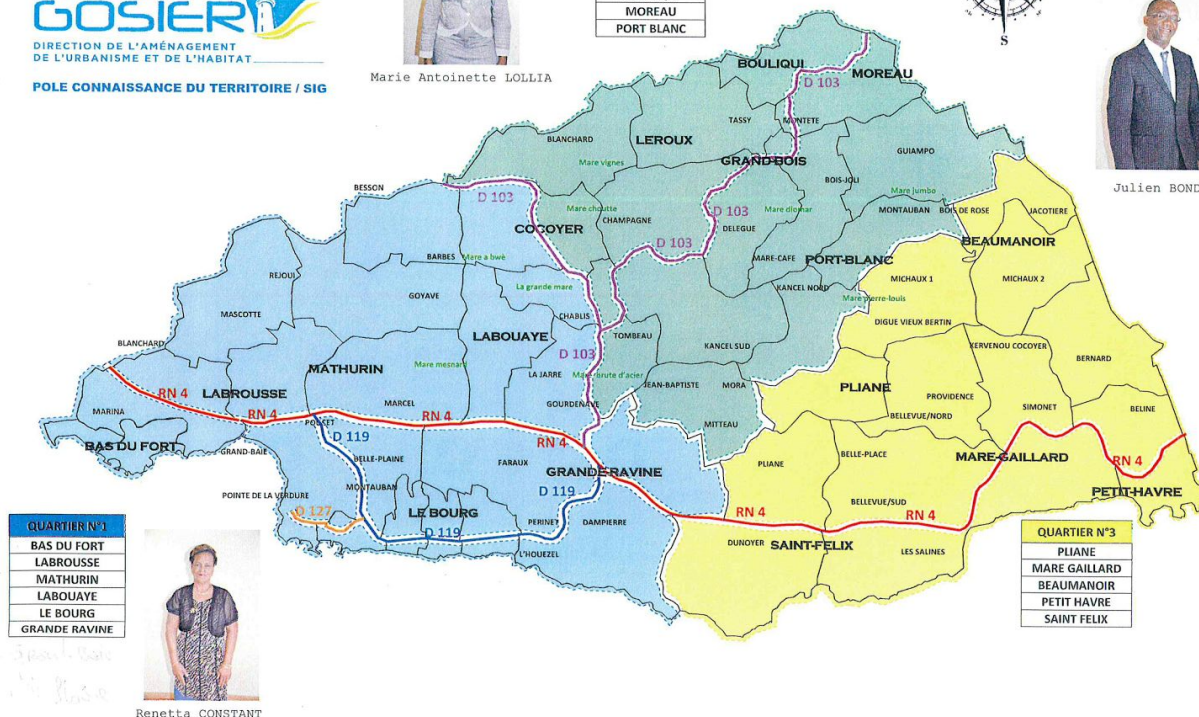 GOSIER
DIRECTION DE L'AMÉNAGEMENT
DE L'URBANISME ET DE L'HABITAT
POLE CONNAISSANCE DU TERRITOIRE / SIG
Marie Antoinette LOLLIA
MOREAU
PORT BLANC
S
Julien BOND
BOULIQUI
MOREAU
D 103
TASSY
MONTETE
BLANCHARD
LEROUX
GUIAMPO
Mare vignes
GRAND-BOIS
BOIS-JOLI
BESSON
D 103
Mare jumbo
Mare choutte
CHAMPAGNE
D 103
Mare diomar
MONTAUBAN
BOIS DE ROSE
JACOTIERE
COCOYER
DELEGUE
D 103
BEAUMANOIR
BARBES
Mare a bwè
MARE-CAFE
PORT-BLANC
REJOUI
MICHAUX 1
MICHAUX 2
GOYAVE
La grande mare
KANCEL NORD
Mare pierre-louis
MASCOTTE
CHABLIS
DIGUE VIEUX BERTIN
BLANCHARD
LABOUAYE
TOMBEAU
KANCEL SUD
KERVENOU COCOYER
D 103
BERNARD
MATHURIN
Mare mesnard
LA JARRE
Mare brute d'acier
JEAN-BAPTISTE
MORA
PLIANE
RN 4
LABROUSSE
MARCEL
GOURDENAVE
PROVIDENCE
SIMONET
BELINE
MARINA
RN 4
RN 4
BELLEVUE/NORD
POUSET
MITTEAU
BAS DU FORT
D 119
RN 4
GRAND-BAIE
BELLE-PLAINE
FARAUX
GRANDE-RAVINE
PLIANE
BELLE-PLACE
MARE-GAILLARD
RN 4
MONTAUBAN
D 119
PETIT-HAVRE
POINTE DE LA VERDURE
BELLEVUE/SUD
D 127
LE BOURG
RN 4
RN 4
PERINET
DAMPIERRE
D 119
DUNOYER
SAINT-FELIX
LES SALINES
L'HOUEZEL
QUARTIER N°1
BAS DU FORT
LABROUSSE
MATHURIN
LABOUAYE
LE BOURG
GRANDE RAVINE
QUARTIER N°3
PLIANE
MARE GAILLARD
BEAUMANOIR
PETIT HAVRE
SAINT FELIX
Renetta CONSTANT